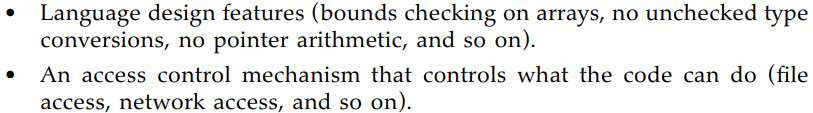 • Language design features (bounds checking on arrays, no unchecked type
conversions, no pointer arithmetic, and so on).
• An access control mechanism that controls what the code can do (file
access, network access, and so on).